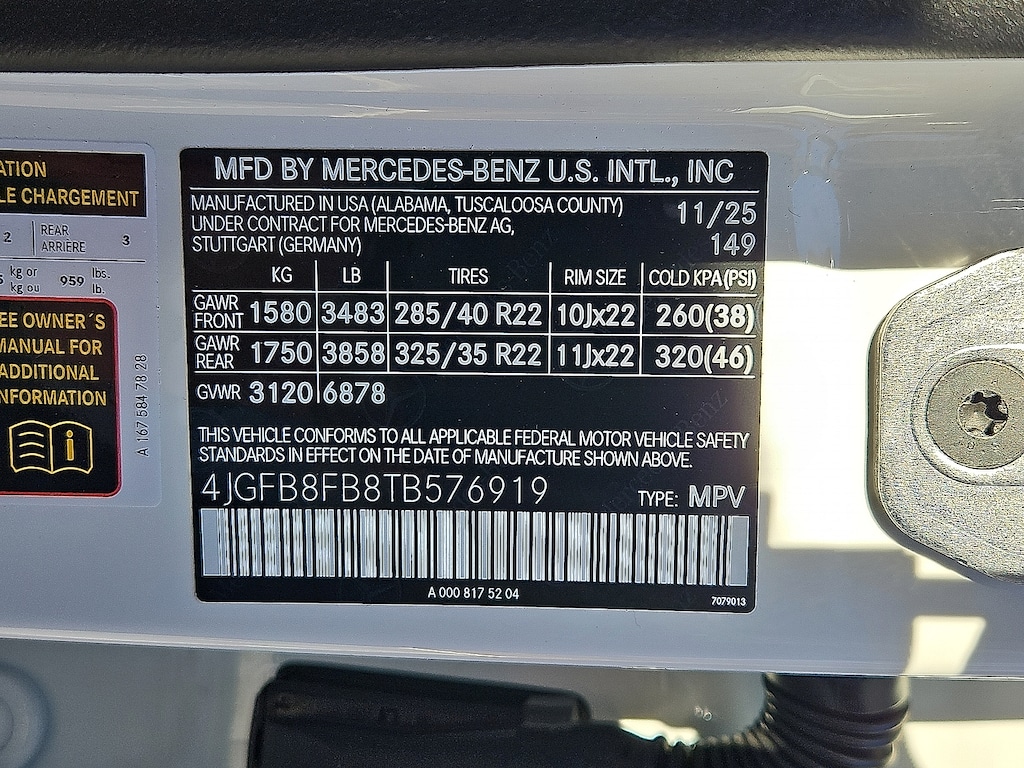 ATION
LE CHARGEMENT
2 REAR ARRIÈRE 3
kg or kg ou 959 lbs. lb.
EE OWNER´S
MANUAL FOR
ADDITIONAL
NFORMATION
i
A 167 584 78 28
MFD BY MERCEDES-BENZ U.S. INTL., INC
MANUFACTURED IN USA (ALABAMA, TUSCALOOSA COUNTY)
UNDER CONTRACT FOR MERCEDES-BENZ AG,
STUTTGART (GERMANY)
11/25
149
KG LB TIRES RIM SIZE COLD KPA(PSI)
GAWR FRONT 1580 3483 285/40 R22 10Jx22 260(38)
GAWR REAR 1750 3858 325/35 R22 11Jx22 320(46)
GVWR 3120 6878
THIS VEHICLE CONFORMS TO ALL APPLICABLE FEDERAL MOTOR VEHICLE SAFETY
STANDARDS IN EFFECT ON THE DATE OF MANUFACTURE SHOWN ABOVE.
4JGFB8FB8TB576919 TYPE: MPV
A 000 817 52 04
7079013